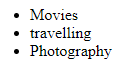 • Movies
• travelling
• Photography